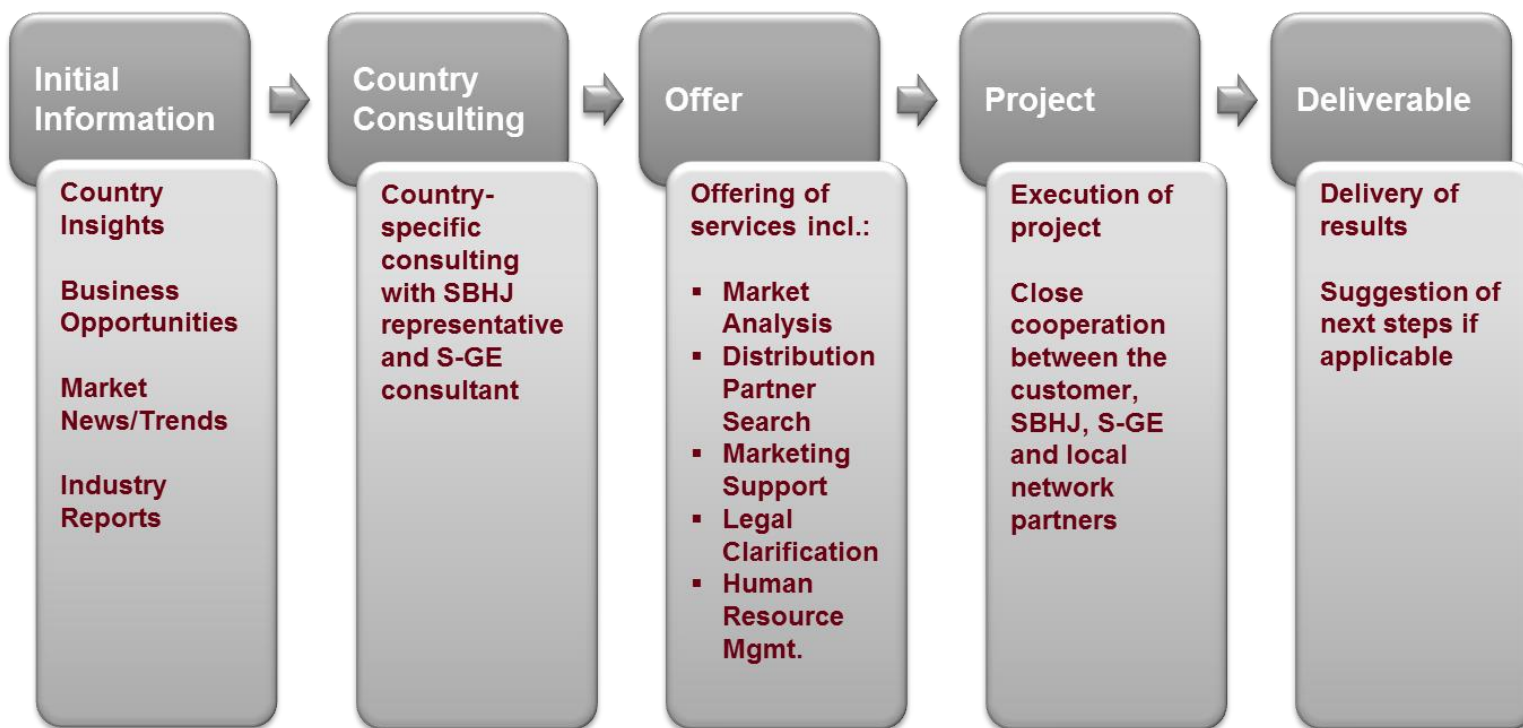 Initial
Information
Country
Insights
Business
Opportunities
Market
News/Trends
Industry
Reports
Country
Consulting
Country-
specific
consulting
with SBHJ
representative
and S-GE
consultant
Offer
Offering of
services incl.:
▪ Market
Analysis
▪ Distribution
Partner
Search
▪ Marketing
Support
▪ Legal
Clarification
▪ Human
Resource
Mgmt.
Project
Execution of
project
Close
cooperation
between the
customer,
SBHJ, S-GE
and local
network
partners
Deliverable
Delivery of
results
Suggestion of
next steps if
applicable